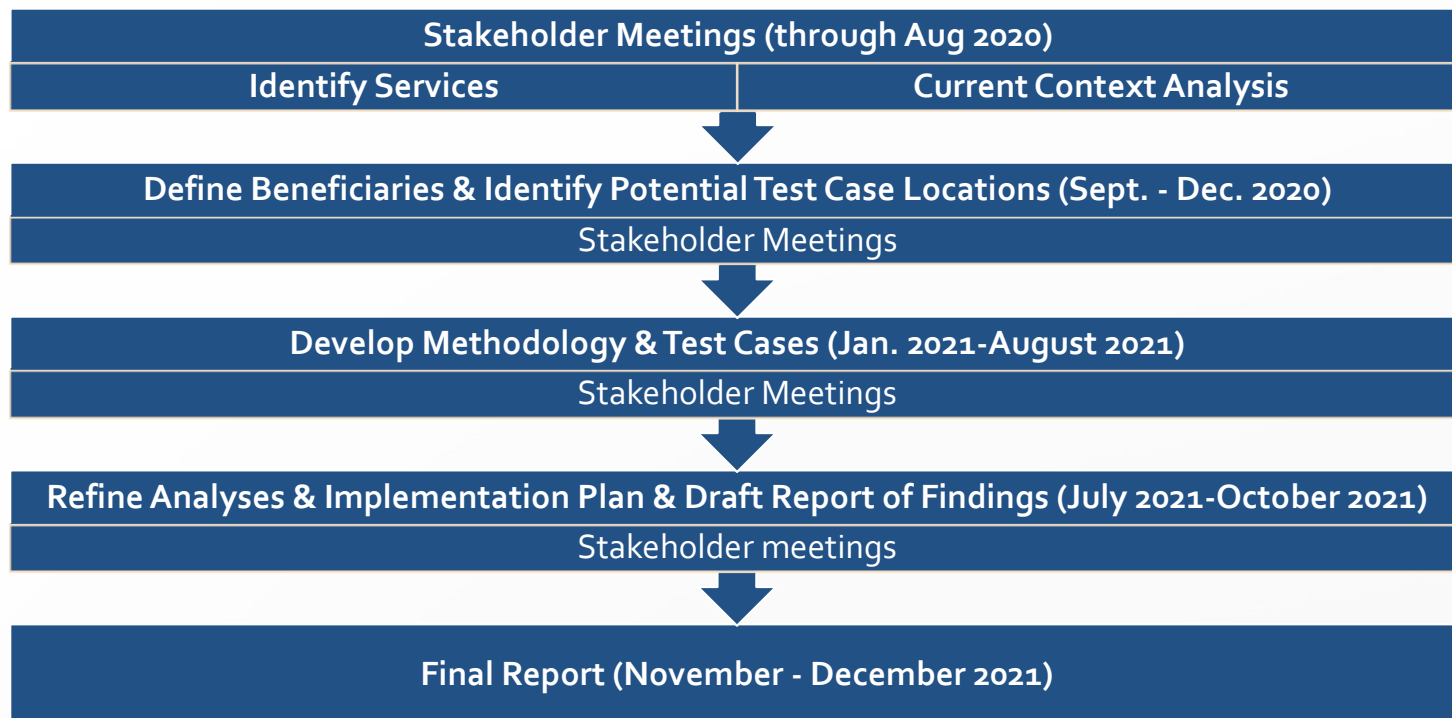 Stakeholder Meetings (through Aug 2020)
Identify Services
Current Context Analysis
Define Beneficiaries & Identify Potential Test Case Locations (Sept. - Dec. 2020)
Stakeholder Meetings
Develop Methodology & Test Cases (Jan. 2021-August 2021)
Stakeholder Meetings
Refine Analyses & Implementation Plan & Draft Report of Findings (July 2021-October 2021)
Stakeholder meetings
Final Report (November - December 2021)